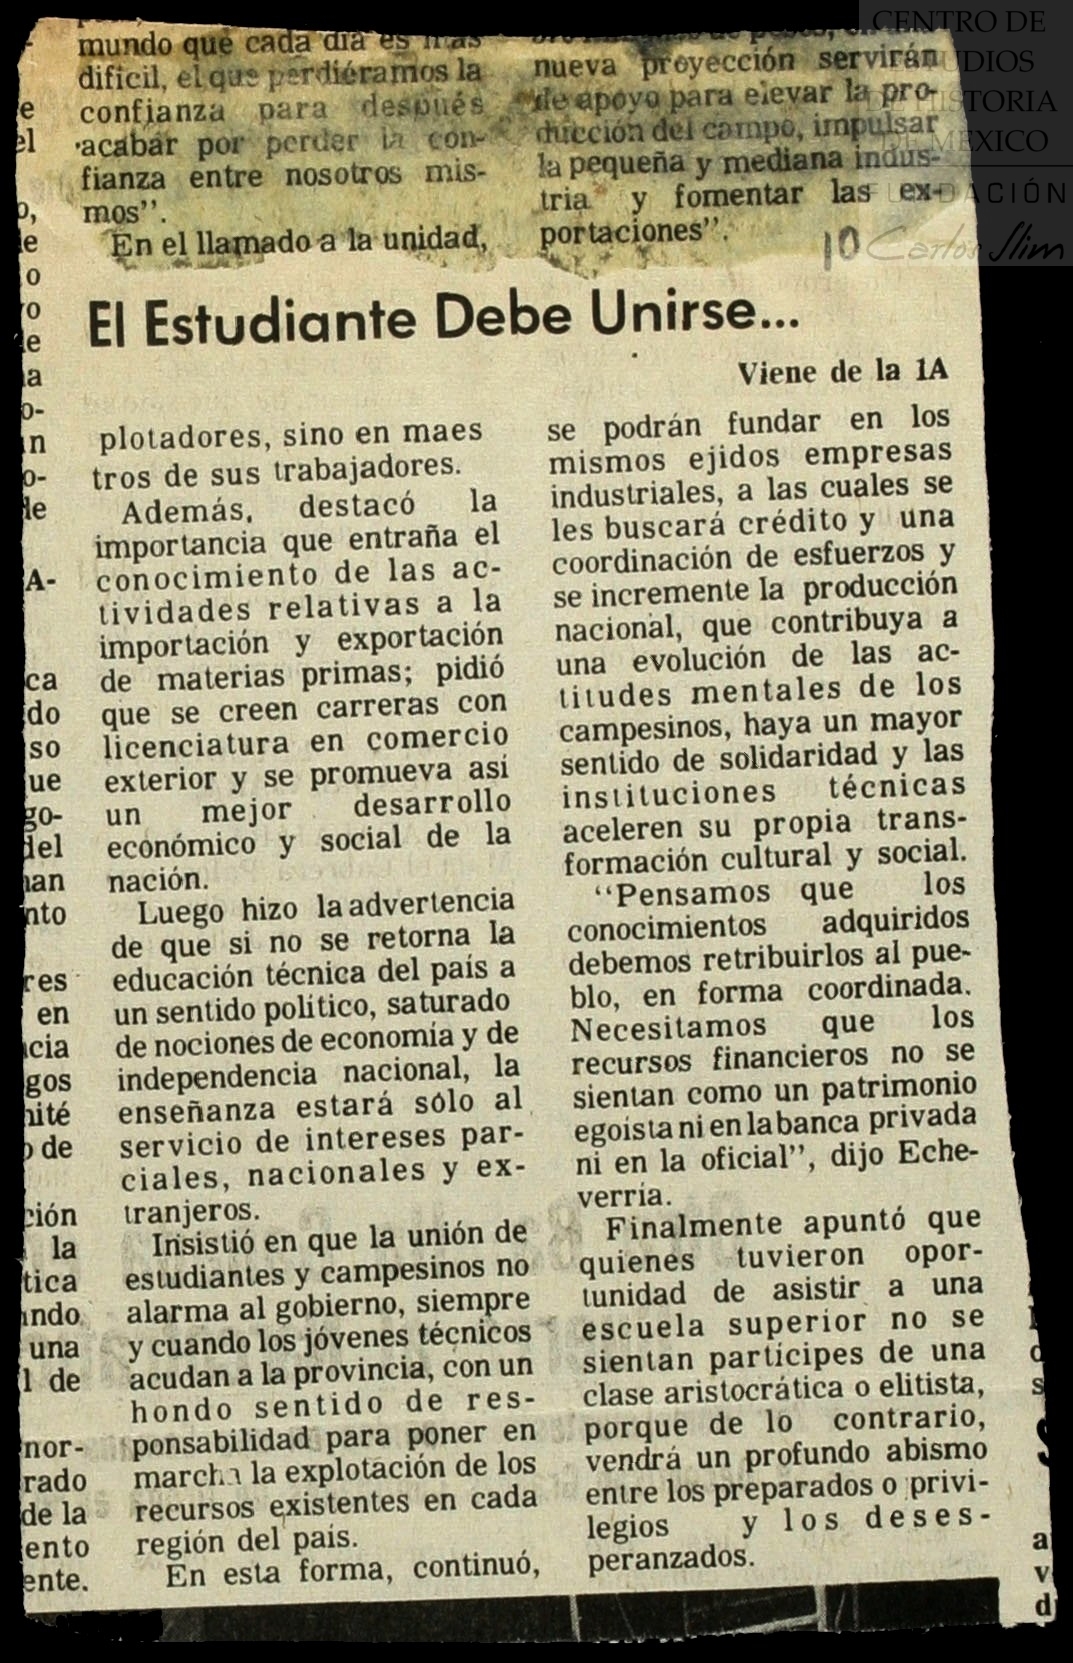 mundo que cada día es más
difícil, el que perdiéramos la
confianza para después
acabar por perder la con-
fianza entre nosotros mis-
mos".
En el llamado a la unidad,
nueva proyección servirán
de apoyo para elevar la pro-
ducción del campo, impulsar
la pequeña y mediana indus-
tria y fomentar las ex-
portaciones".
10
CENTRO DE
ESTUDIOS
DE HISTORIA
DE MEXICO
FUNDACIÓN
Carlos Slim
El Estudiante Debe Unirse...
Viene de la 1A
plotadores, sino en maes
tros de sus trabajadores.
Además, destacó la
importancia que entraña el
conocimiento de las ac-
tividades relativas a la
importación y exportación
de materias primas; pidió
que se creen carreras con
licenciatura en comercio
exterior y se promueva así
un mejor desarrollo
económico y social de la
nación.
Luego hizo la advertencia
de que si no se retorna la
educación técnica del país a
un sentido político, saturado
de nociones de economía y de
independencia nacional, la
enseñanza estará sólo al
servicio de intereses par-
ciales, nacionales y ex-
tranjeros.
Insistió en que la unión de
estudiantes y campesinos no
alarma al gobierno, siempre
y cuando los jóvenes técnicos
acudan a la provincia, con un
hondo sentido de res-
ponsabilidad para poner en
marcha la explotación de los
recursos existentes en cada
región del país.
En esta forma, continuó,
se podrán fundar en los
mismos ejidos empresas
industriales, a las cuales se
les buscará crédito y una
coordinación de esfuerzos y
se incremente la producción
nacional, que contribuya a
una evolución de las ac-
titudes mentales de los
campesinos, haya un mayor
sentido de solidaridad y las
instituciones técnicas
aceleren su propia trans-
formación cultural y social.
"Pensamos que los
conocimientos adquiridos
debemos retribuirlos al pue-
blo, en forma coordinada.
Necesitamos que los
recursos financieros no se
sientan como un patrimonio
egoísta ni en la banca privada
ni en la oficial", dijo Eche-
verría.
Finalmente apuntó que
quienes tuvieron opor-
tunidad de asistir a una
escuela superior no se
sientan partícipes de una
clase aristocrática o elitista,
porque de lo contrario,
vendrá un profundo abismo
entre los preparados o privi-
legios y los deses-
peranzados.